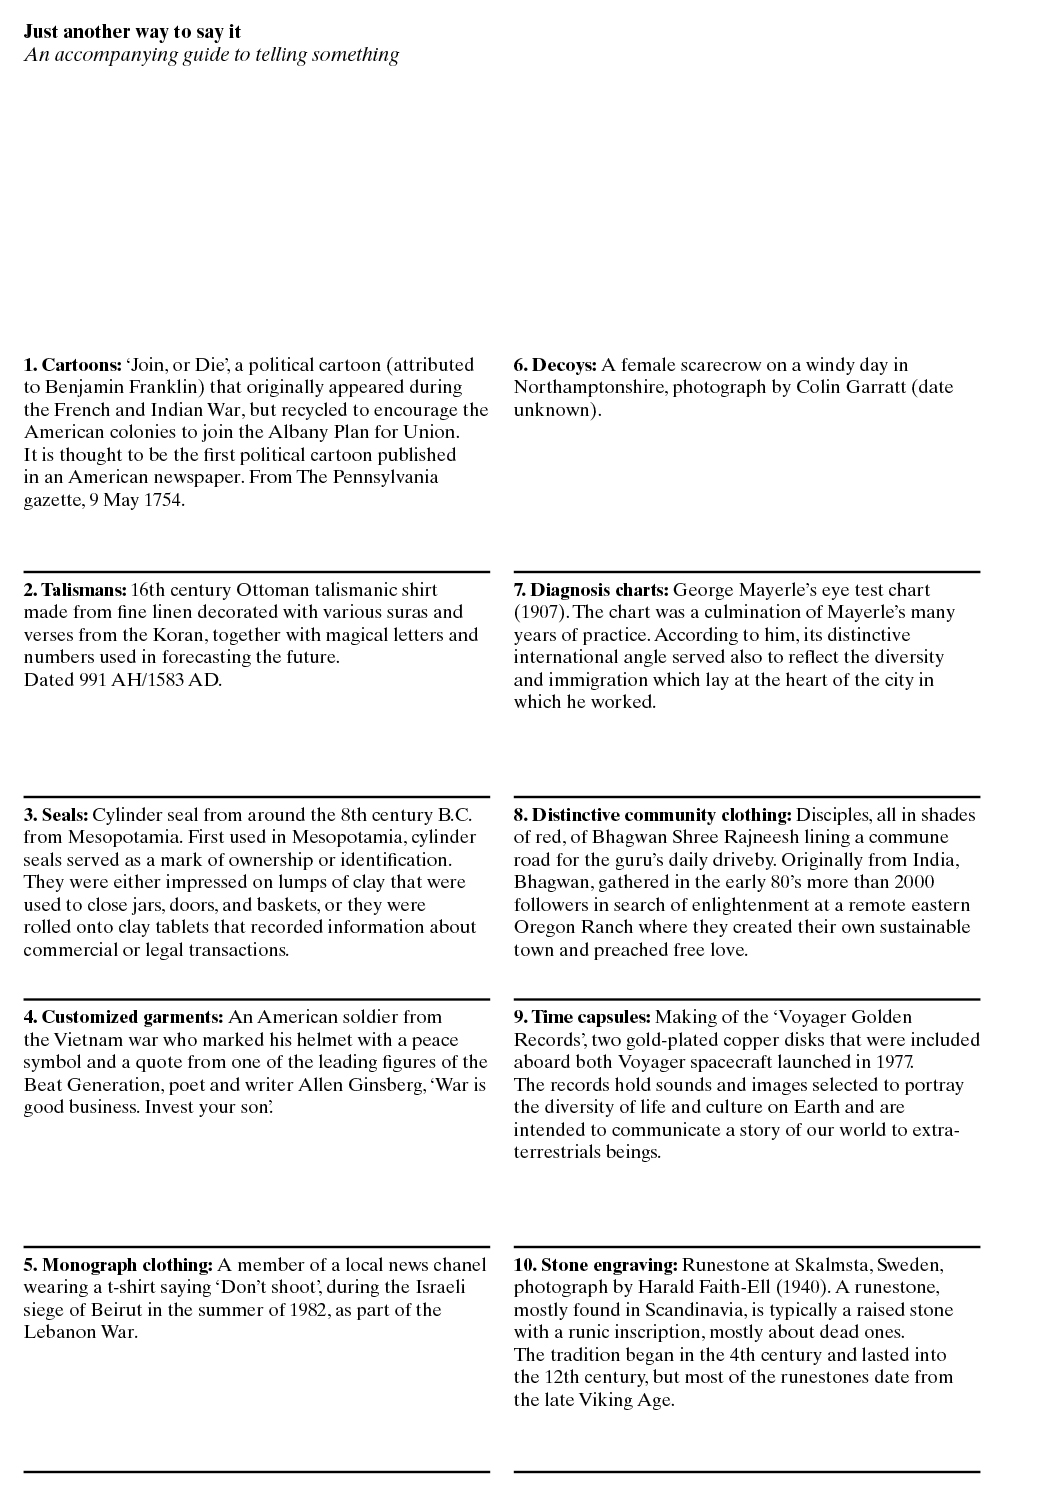 Just another way to say it
An accompanying guide to telling something
1. Cartoons: ‘Join, or Die’, a political cartoon (attributed
to Benjamin Franklin) that originally appeared during
the French and Indian War, but recycled to encourage the
American colonies to join the Albany Plan for Union.
It is thought to be the first political cartoon published
in an American newspaper. From The Pennsylvania
gazette, 9 May 1754.
2. Talismans: 16th century Ottoman talismanic shirt
made from fine linen decorated with various suras and
verses from the Koran, together with magical letters and
numbers used in forecasting the future.
Dated 991 AH/1583 AD.
3. Seals: Cylinder seal from around the 8th century B.C.
from Mesopotamia. First used in Mesopotamia, cylinder
seals served as a mark of ownership or identification.
They were either impressed on lumps of clay that were
used to close jars, doors, and baskets, or they were
rolled onto clay tablets that recorded information about
commercial or legal transactions.
4. Customized garments: An American soldier from
the Vietnam war who marked his helmet with a peace
symbol and a quote from one of the leading figures of the
Beat Generation, poet and writer Allen Ginsberg, ‘War is
good business. Invest your son’.
5. Monograph clothing: A member of a local news chanel
wearing a t-shirt saying ‘Don’t shoot’, during the Israeli
siege of Beirut in the summer of 1982, as part of the
Lebanon War.
6. Decoys: A female scarecrow on a windy day in
Northamptonshire, photograph by Colin Garratt (date
unknown).
7. Diagnosis charts: George Mayerle’s eye test chart
(1907). The chart was a culmination of Mayerle’s many
years of practice. According to him, its distinctive
international angle served also to reflect the diversity
and immigration which lay at the heart of the city in
which he worked.
8. Distinctive community clothing: Disciples, all in shades
of red, of Bhagwan Shree Rajneesh lining a commune
road for the guru’s daily driveby. Originally from India,
Bhagwan, gathered in the early 80’s more than 2000
followers in search of enlightenment at a remote eastern
Oregon Ranch where they created their own sustainable
town and preached free love.
9. Time capsules: Making of the ‘Voyager Golden
Records’, two gold-plated copper disks that were included
aboard both Voyager spacecraft launched in 1977.
The records hold sounds and images selected to portray
the diversity of life and culture on Earth and are
intended to communicate a story of our world to extra-
terrestrials beings.
10. Stone engraving: Runestone at Skalmsta, Sweden,
photograph by Harald Faith-Ell (1940). A runestone,
mostly found in Scandinavia, is typically a raised stone
with a runic inscription, mostly about dead ones.
The tradition began in the 4th century and lasted into
the 12th century, but most of the runestones date from
the late Viking Age.